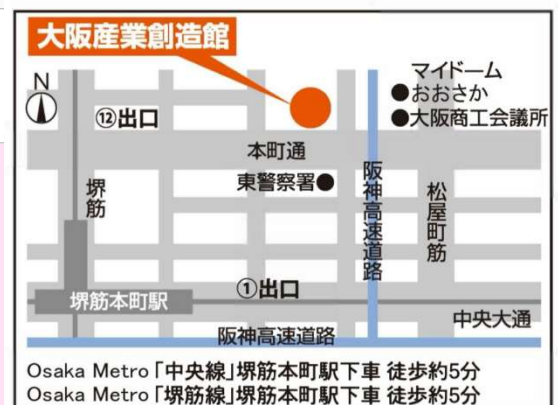 大阪産業創造館
N
⑫出口
マイドーム
●おおさか
●大阪商工会議所
本町通
東警察署●
堺筋
阪神高速道路
松屋町筋
①出口
堺筋本町駅
中央大通
阪神高速道路
Osaka Metro「中央線」堺筋本町駅下車 徒歩約5分
Osaka Metro「堺筋線」堺筋本町駅下車 徒歩約5分